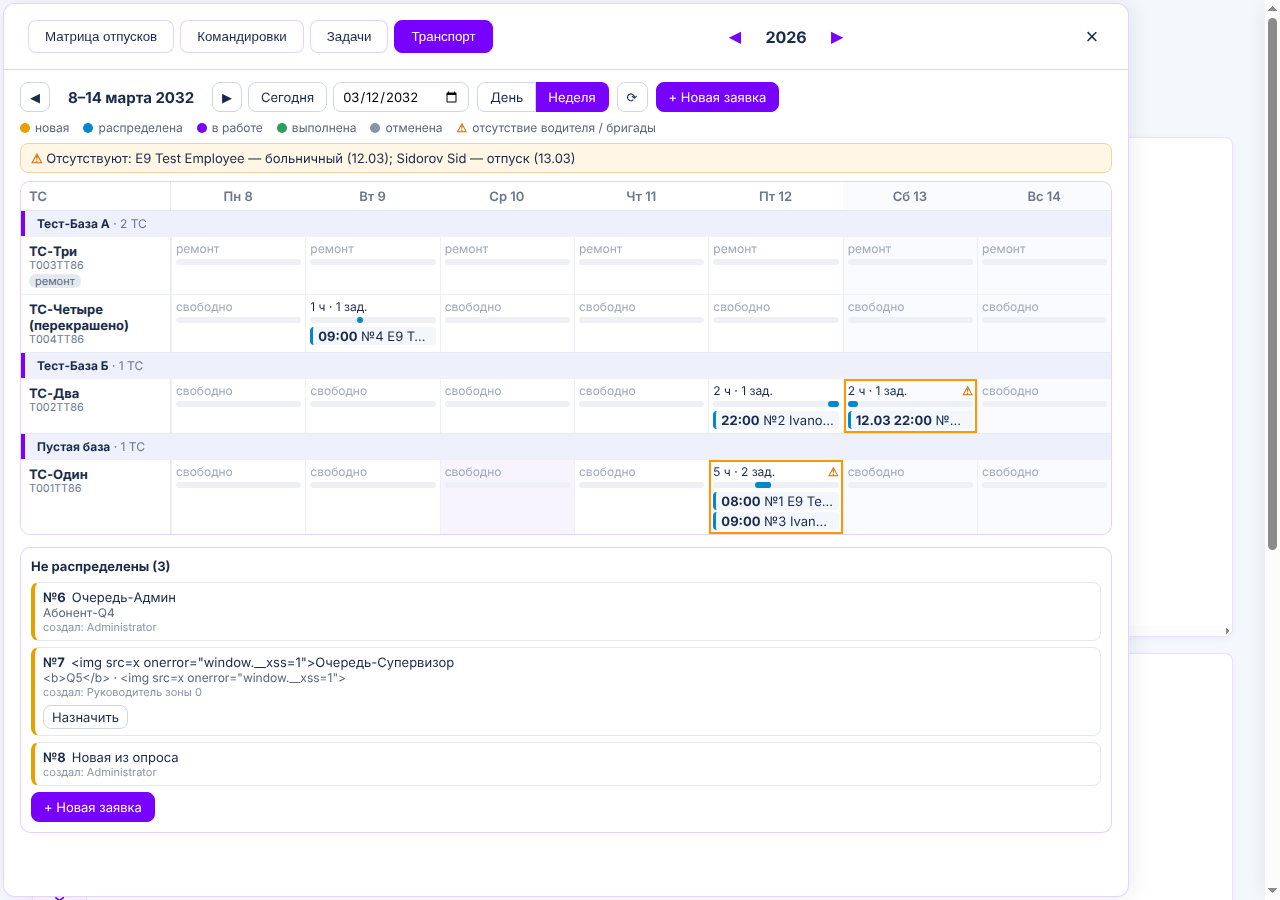 Матрица отпусков Командировки Задачи Транспорт ◀ 2026 ▶ ✕
◀ 8–14 марта 2032 ▶ Сегодня 03/12/2032 День Неделя ⟳ + Новая заявка
новая распределена в работе выполнена отменена ⚠ отсутствие водителя / бригады
⚠ Отсутствуют: E9 Test Employee — больничный (12.03); Sidorov Sid — отпуск (13.03)
ТС Пн 8 Вт 9 Ср 10 Чт 11 Пт 12 Сб 13 Вс 14
Тест-База А · 2 ТС
ТС-Три ремонт ремонт ремонт ремонт ремонт ремонт ремонт
T003TT86
ремонт
ТС-Четыре свободно 1 ч · 1 зад. свободно свободно свободно свободно свободно
(перекрашено)
T004TT86 09:00 №4 E9 T…
Тест-База Б · 1 ТС
ТС-Два свободно свободно свободно свободно 2 ч · 1 зад. 2 ч · 1 зад. ⚠ свободно
T002TT86
22:00 №2 Ivano… 12.03 22:00 №…
Пустая база · 1 ТС
ТС-Один свободно свободно свободно свободно 5 ч · 2 зад. ⚠ свободно свободно
T001TT86
08:00 №1 E9 Te…
09:00 №3 Ivan…
Не распределены (3)
№6 Очередь-Админ
Абонент-Q4
создал: Administrator
№7 <img src=x onerror="window.__xss=1">Очередь-Супервизор
<b>Q5</b> · <img src=x onerror="window.__xss=1">
создал: Руководитель зоны 0
Назначить
№8 Новая из опроса
создал: Administrator
+ Новая заявка